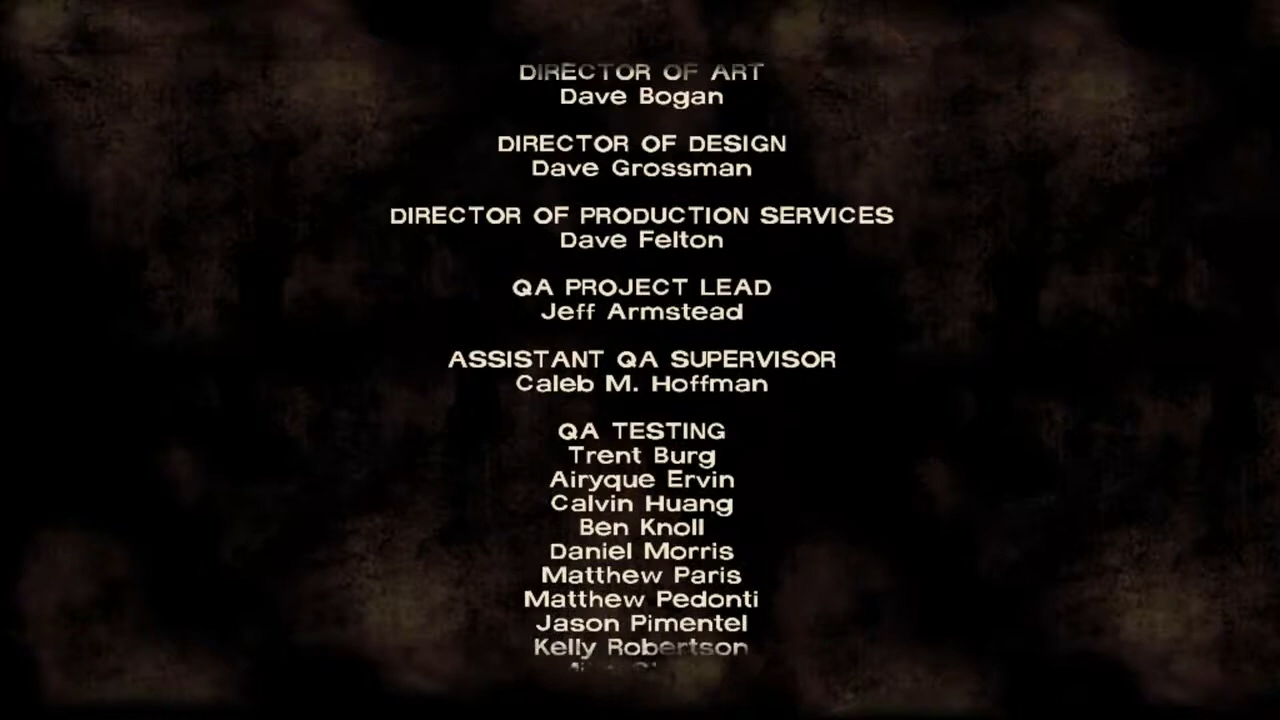 DIRECTOR OF ART
Dave Bogan
DIRECTOR OF DESIGN
Dave Grossman
DIRECTOR OF PRODUCTION SERVICES
Dave Felton
QA PROJECT LEAD
Jeff Armstead
ASSISTANT QA SUPERVISOR
Caleb M. Hoffman
QA TESTING
Trent Burg
Airyque Ervin
Calvin Huang
Ben Knoll
Daniel Morris
Matthew Paris
Matthew Pedonti
Jason Pimentel
Kelly Robertson